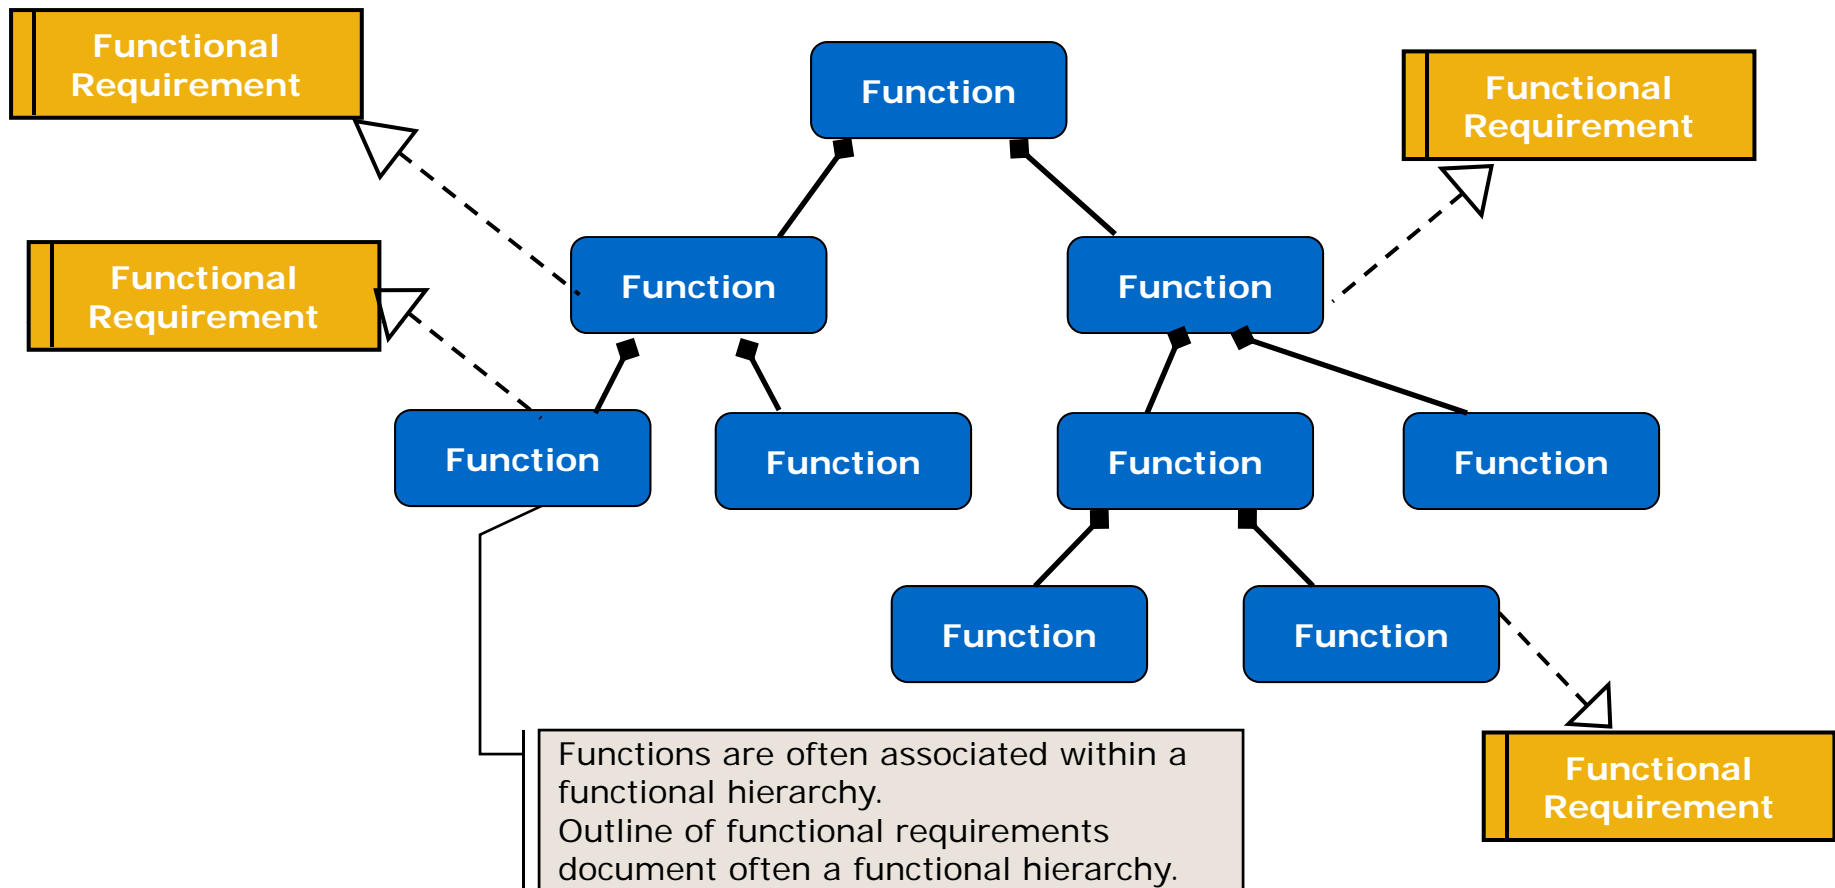 Functional
Requirement
Function
Functional
Requirement
Functional
Requirement
Function
Function
Function
Function
Function
Function
Function
Function
Functional
Requirement
Functions are often associated within a
functional hierarchy.
Outline of functional requirements
document often a functional hierarchy.